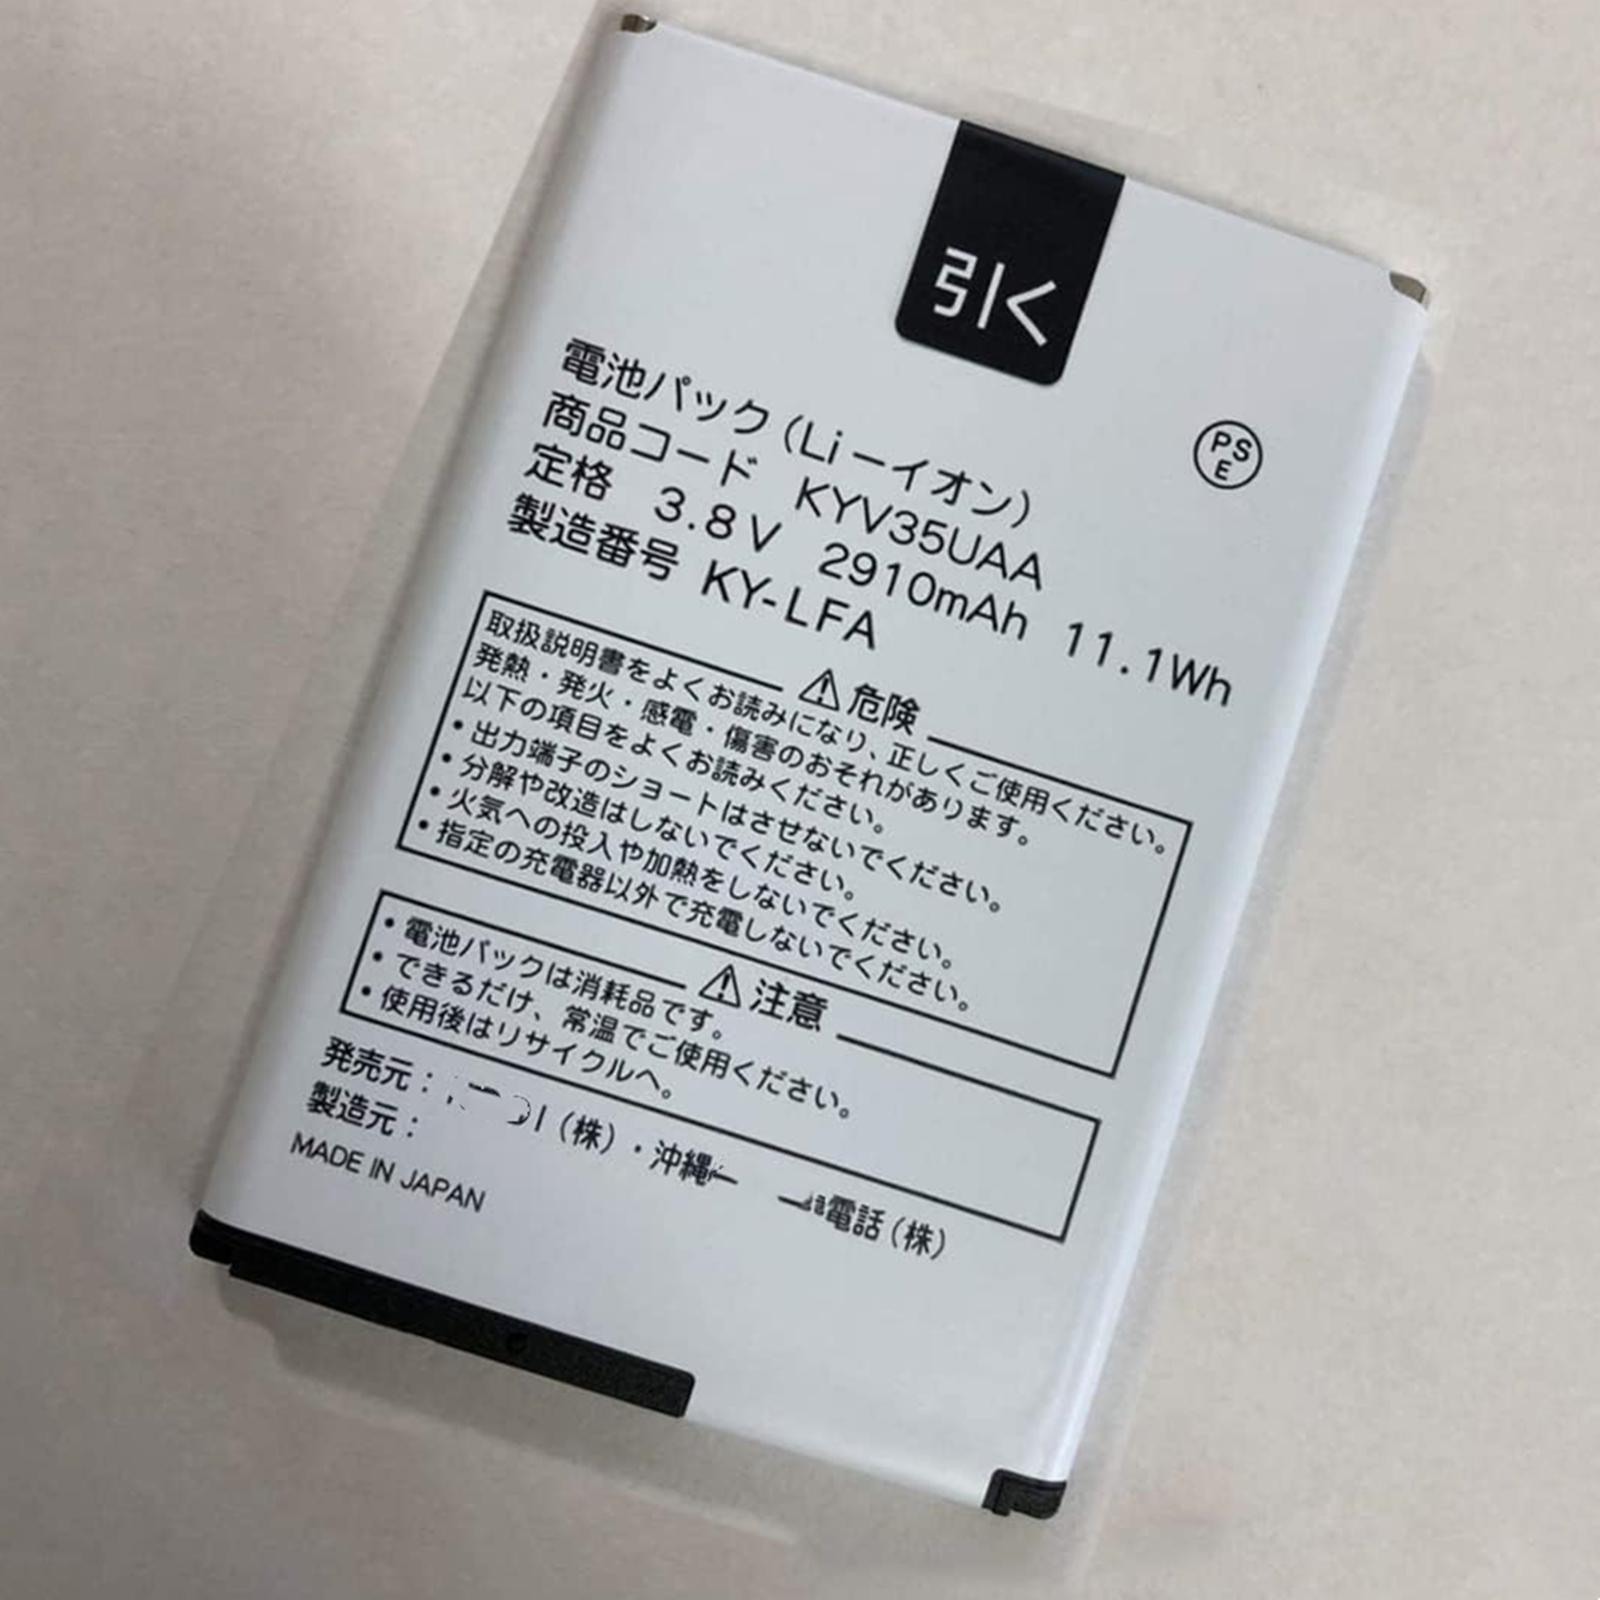 引く
電池パック(Liーイオン)
PS
E
商品コード KYV35UAA
定格 3.8V 2910mAh 11.1Wh
製造番号 KY-LFA
危険
取扱説明書をよくお読みになり、正しくご使用ください。
発熱・発火・感電・傷害のおそれがあります。
以下の項目をよくお読みください。
・出力端子のショートはさせないでください。
・分解や改造はしないでください。
・火気への投入や加熱をしないでください。
・指定の充電器以外で充電しないでください。
注意
・電池パックは消耗品です。
・できるだけ、常温でご使用ください。
・使用後はリサイクルへ。
発売元: (株)・沖縄 電話(株)
製造元:
MADE IN JAPAN